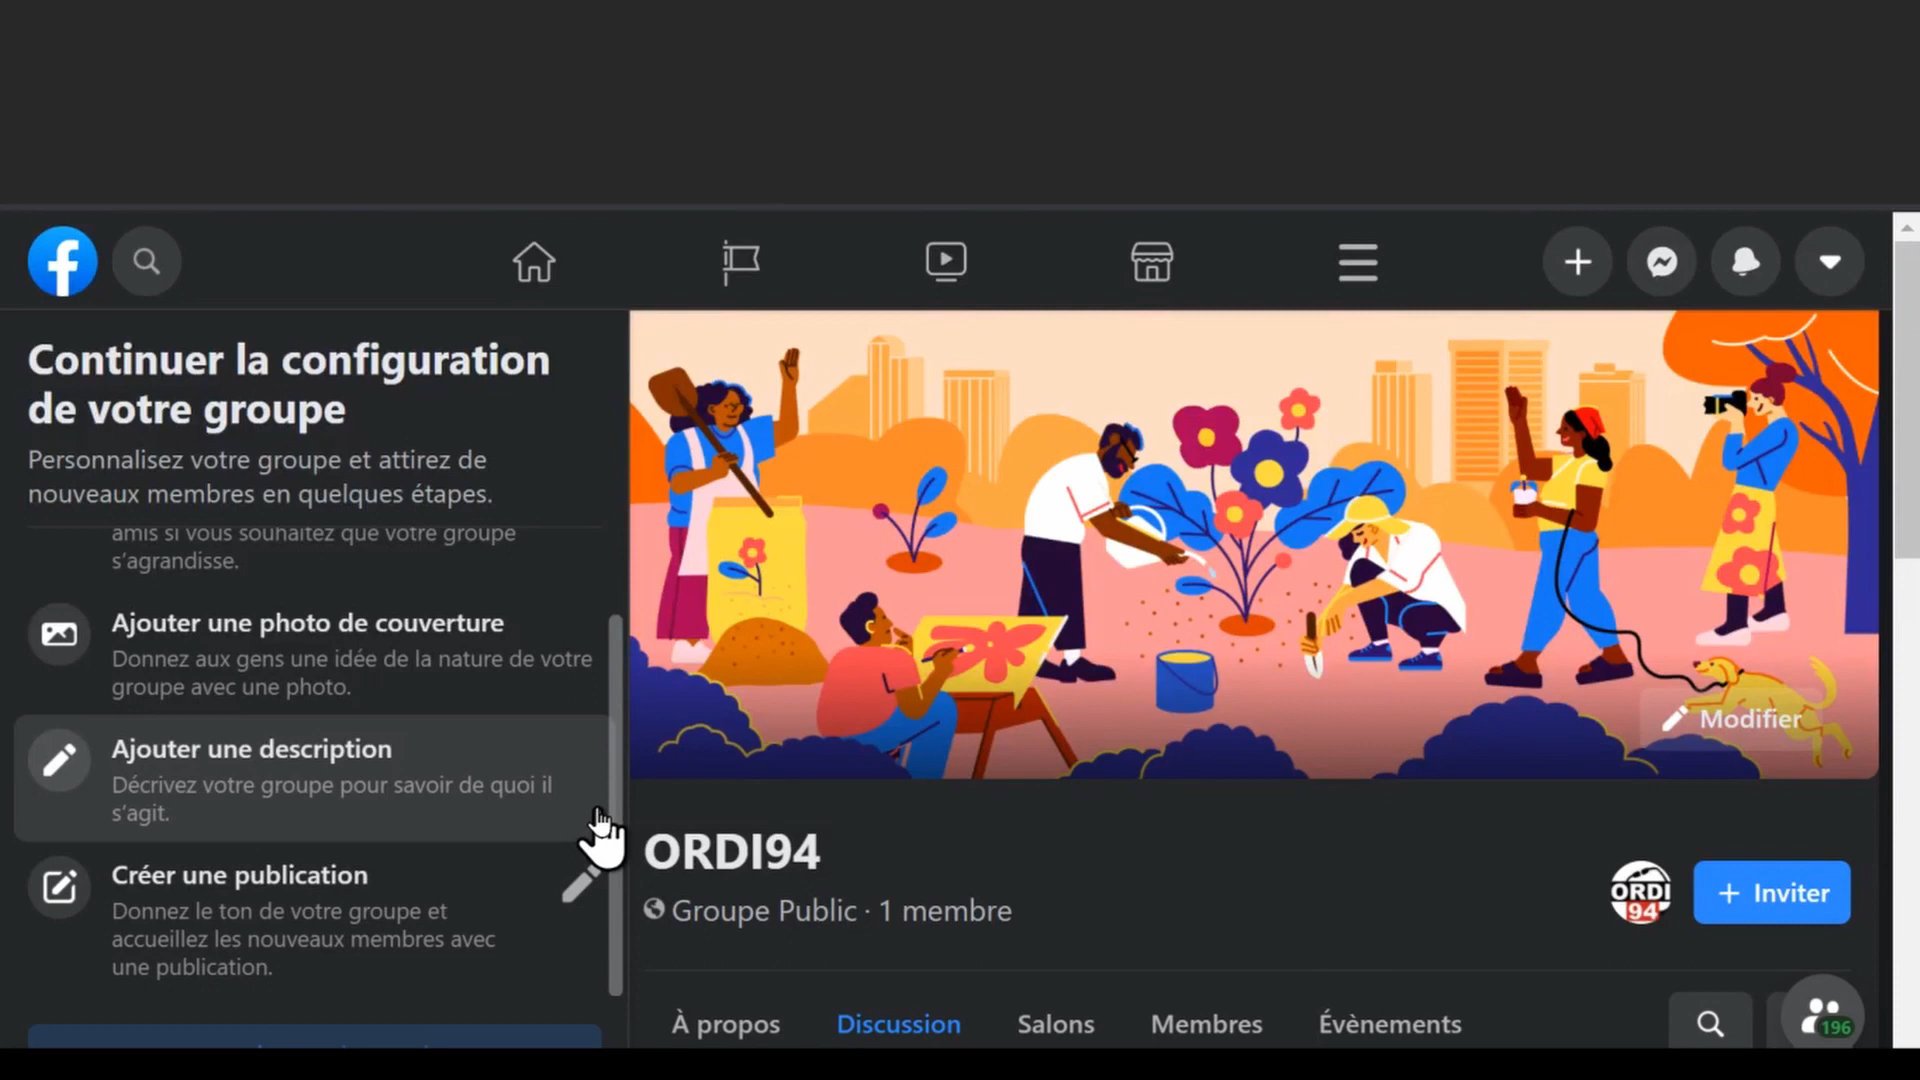 Continuer la configuration
de votre groupe
Personnalisez votre groupe et attirez de
nouveaux membres en quelques étapes.
amis si vous souhaitez que votre groupe
s’agrandisse.
Ajouter une photo de couverture
Donnez aux gens une idée de la nature de votre
groupe avec une photo.
Ajouter une description
Décrivez votre groupe pour savoir de quoi il
s’agit.
Créer une publication
Donnez le ton de votre groupe et
accueillez les nouveaux membres avec
une publication.
Modifier
ORDI94
Groupe Public · 1 membre
ORDI
94
+ Inviter
À propos
Discussion
Salons
Membres
Évènements
196